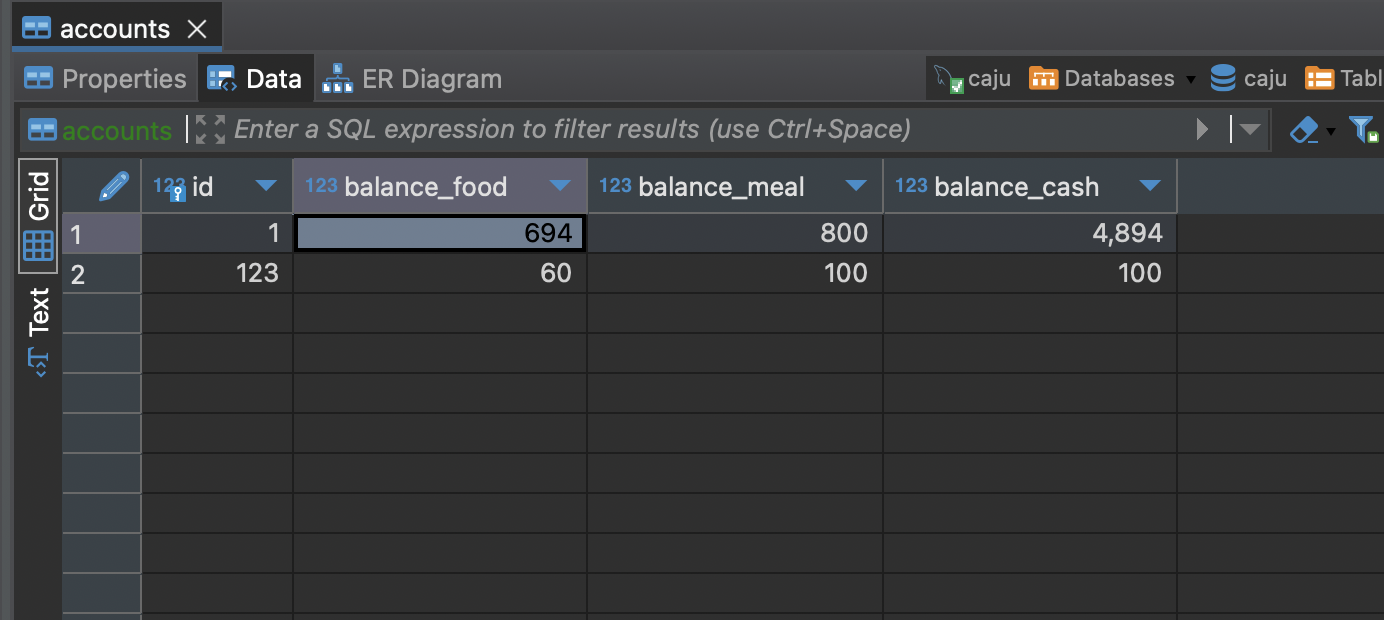 accounts
Properties Data ER Diagram caju Databases caju
accounts Enter a SQL expression to filter results (use Ctrl+Space)
Grid
Text
123 id 123 balance_food 123 balance_meal 123 balance_cash
1 1 694 800 4,894
2 123 60 100 100